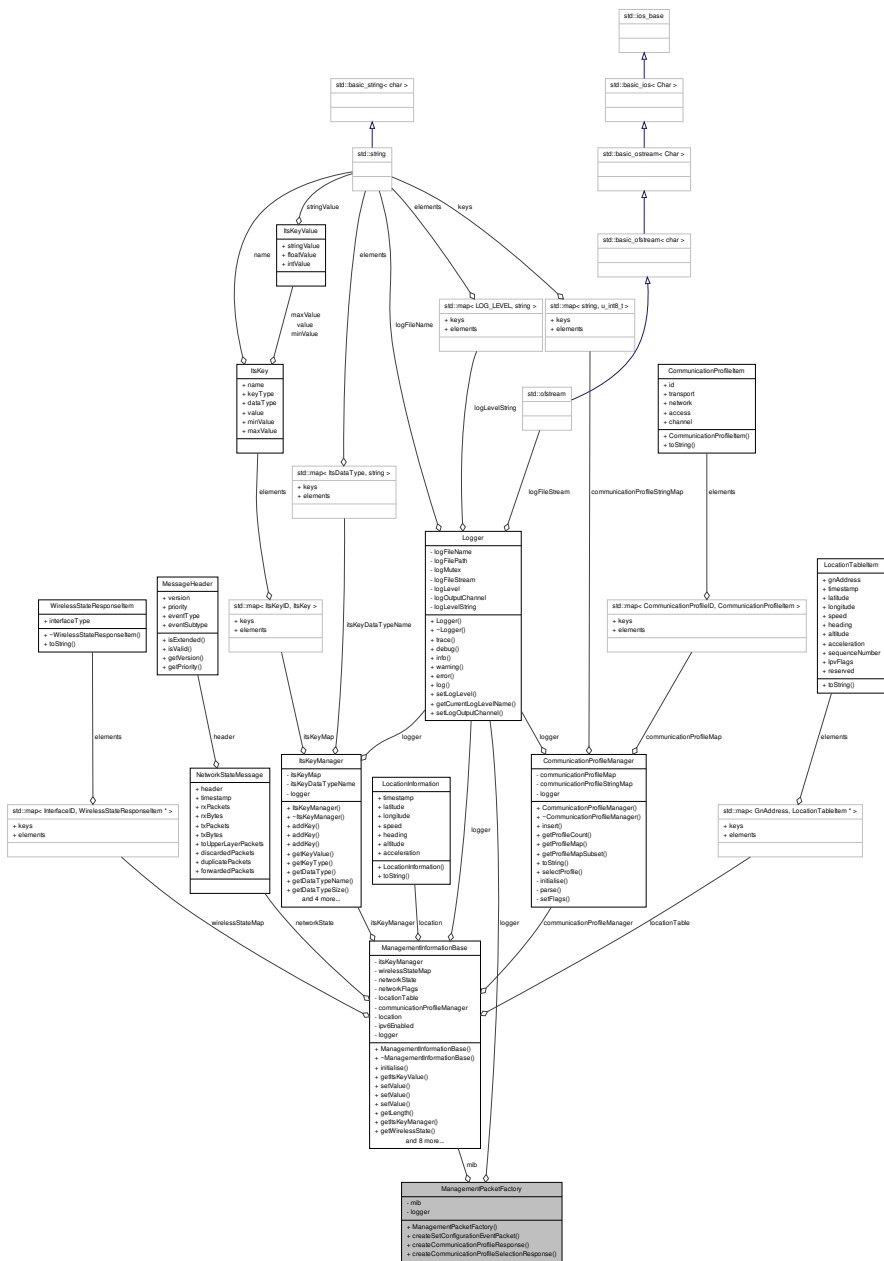 std::ios_base
std::basic_string< char >
std::basic_ios< Char >
std::string
std::basic_ostream< Char >
stringValue
elements
keys
ItsKeyValue
+ stringValue
+ floatValue
+ intValue
std::basic_ofstream< char >
name
elements
maxValue
value
minValue
logFileName
std::map< LOG_LEVEL, string >
+ keys
+ elements
std::map< string, u_int8_t >
+ keys
+ elements
ItsKey
+ name
+ keyType
+ dataType
+ value
+ minValue
+ maxValue
std::ofstream
CommunicationProfileItem
+ id
+ transport
+ network
+ access
+ channel
+ CommunicationProfileItem()
+ toString()
logLevelString
elements
std::map< ItsDataType, string >
+ keys
+ elements
logFileStream
communicationProfileStringMap
elements
Logger
- logFileName
- logFilePath
- logMutex
- logFileStream
- logLevel
- logOutputChannel
- logLevelString
+ Logger()
+ ~Logger()
+ trace()
+ debug()
+ info()
+ warning()
+ error()
+ log()
+ setLogLevel()
+ getCurrentLogLevelName()
+ setLogOutputChannel()
LocationTableItem
+ gnAddress
+ timestamp
+ latitude
+ longitude
+ speed
+ heading
+ altitude
+ acceleration
+ sequenceNumber
+ lpvFlags
+ reserved
+ toString()
MessageHeader
+ version
+ priority
+ eventType
+ eventSubtype
+ isExtended()
+ isValid()
+ getVersion()
+ getPriority()
WirelessStateResponseItem
+ interfaceType
+ ~WirelessStateResponseItem()
+ toString()
std::map< ItsKeyID, ItsKey >
+ keys
+ elements
std::map< CommunicationProfileID, CommunicationProfileItem >
+ keys
+ elements
itsKeyDataTypeName
elements
header
itsKeyMap
logger
logger
communicationProfileMap
elements
NetworkStateMessage
+ header
+ timestamp
+ rxPackets
+ rxBytes
+ txPackets
+ txBytes
+ toUpperLayerPackets
+ discardedPackets
+ duplicatePackets
+ forwardedPackets
ItsKeyManager
- itsKeyMap
- itsKeyDataTypeName
- logger
+ ItsKeyManager()
+ ~ItsKeyManager()
+ addKey()
+ addKey()
+ addKey()
+ getKeyValue()
+ getKeyType()
+ getDataType()
+ getDataTypeName()
+ getDataTypeSize()
and 4 more...
LocationInformation
+ timestamp
+ latitude
+ longitude
+ speed
+ heading
+ altitude
+ acceleration
+ LocationInformation()
+ toString()
CommunicationProfileManager
- communicationProfileMap
- communicationProfileStringMap
- logger
+ CommunicationProfileManager()
+ ~CommunicationProfileManager()
+ insert()
+ getProfileCount()
+ getProfileMap()
+ getProfileMapSubset()
+ toString()
+ selectProfile()
- initialise()
- parse()
- setFlags()
std::map< InterfaceID, WirelessStateResponseItem * >
+ keys
+ elements
std::map< GnAddress, LocationTableItem * >
+ keys
+ elements
logger
wirelessStateMap
networkState
itsKeyManager
location
logger
communicationProfileManager
locationTable
ManagementInformationBase
- itsKeyManager
- wirelessStateMap
- networkState
- networkFlags
- locationTable
- communicationProfileManager
- location
- ipv6Enabled
- logger
+ ManagementInformationBase()
+ ~ManagementInformationBase()
+ initialise()
+ getItsKeyValue()
+ setValue()
+ setValue()
+ setValue()
+ getLength()
+ getItsKeyManager()
+ getWirelessState()
and 8 more...
mib
ManagementPacketFactory
- mib
- logger
+ ManagementPacketFactory()
+ createSetConfigurationEventPacket()
+ createCommunicationProfileResponse()
+ createCommunicationProfileSelectionResponse()